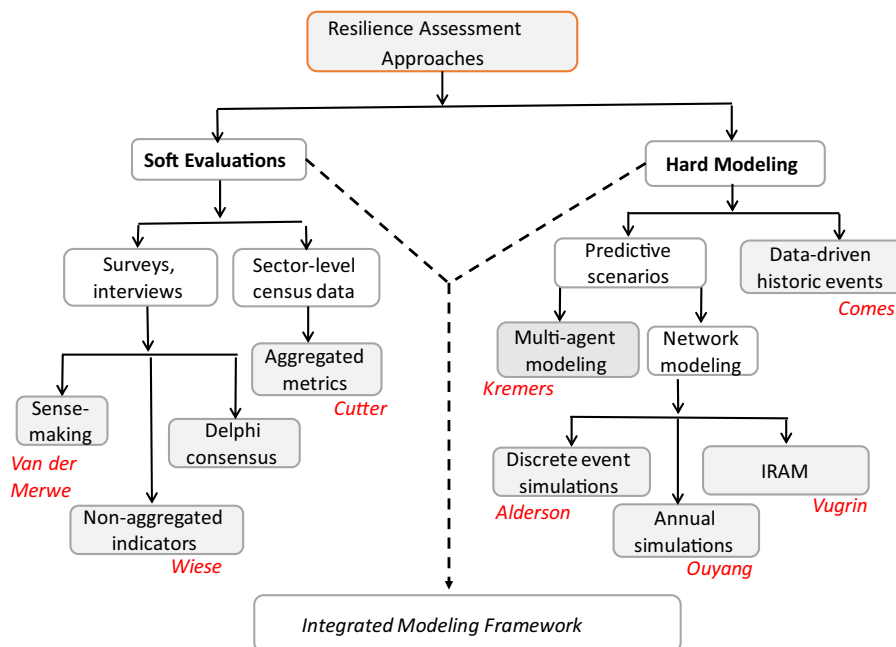 Resilience Assessment
Approaches
Soft Evaluations
Hard Modeling
Surveys,
interviews
Sector-level
census data
Predictive
scenarios
Data-driven
historic events
Comes
Multi-agent
modeling
Kremers
Network
modeling
Aggregated
metrics
Cutter
Sense-
making
Van der
Merwe
Delphi
consensus
Non-aggregated
indicators
Wiese
Discrete event
simulations
Alderson
Annual
simulations
Ouyang
IRAM
Vugrin
Integrated Modeling Framework